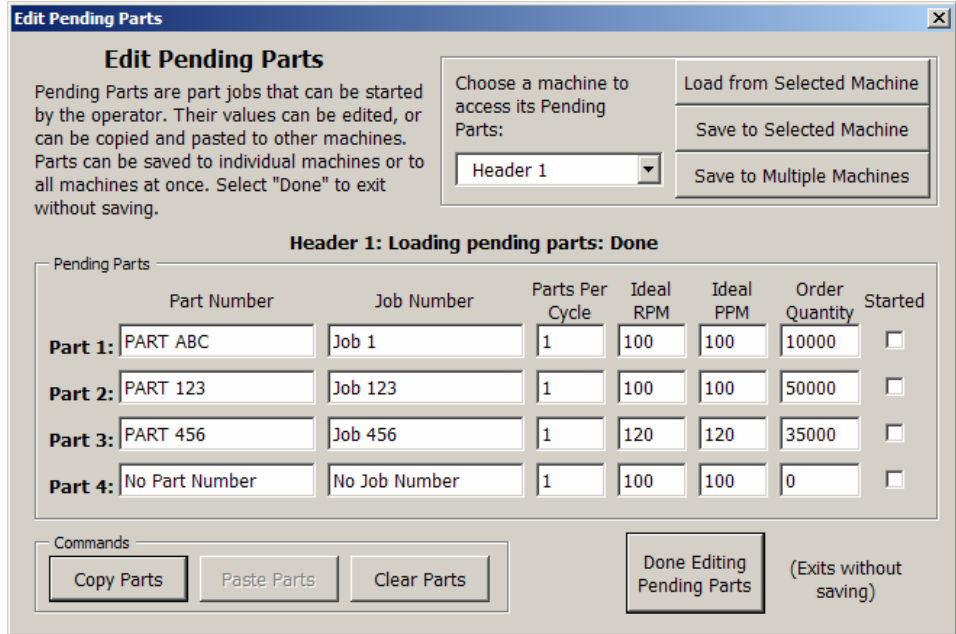 Edit Pending Parts
Edit Pending Parts
Pending Parts are part jobs that can be started
by the operator. Their values can be edited, or
can be copied and pasted to other machines.
Parts can be saved to individual machines or to
all machines at once. Select "Done" to exit
without saving.
Choose a machine to
access its Pending
Parts:
Header 1
Load from Selected Machine
Save to Selected Machine
Save to Multiple Machines
Header 1: Loading pending parts: Done
Pending Parts
Part Number Job Number Parts Per Cycle Ideal RPM Ideal PPM Order Quantity Started
Part 1: PART ABC Job 1 1 100 100 10000
Part 2: PART 123 Job 123 1 100 100 50000
Part 3: PART 456 Job 456 1 120 120 35000
Part 4: No Part Number No Job Number 1 100 100 0
Commands
Copy Parts Paste Parts Clear Parts
Done Editing
Pending Parts
(Exits without
saving)